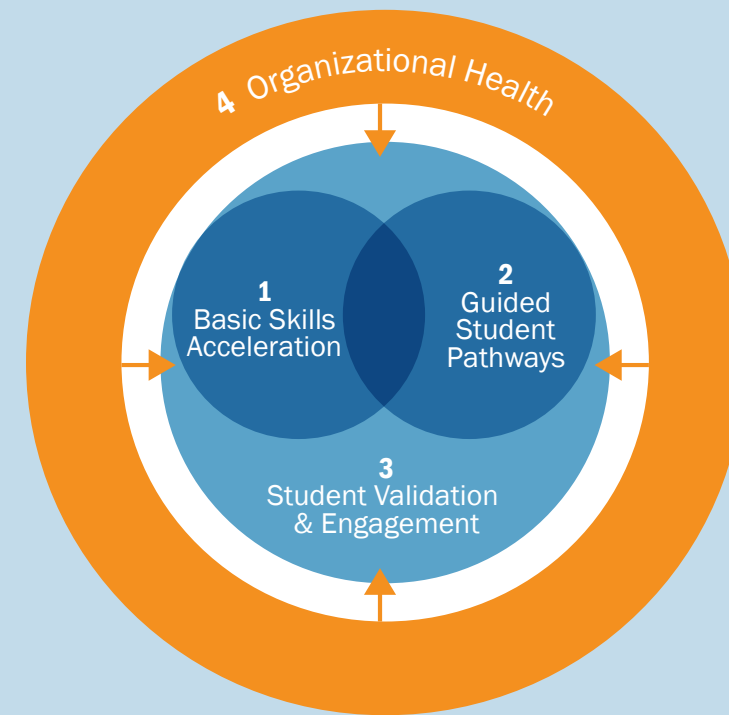 4 Organizational Health
1
Basic Skills
Acceleration
2
Guided
Student
Pathways
3
Student Validation
& Engagement